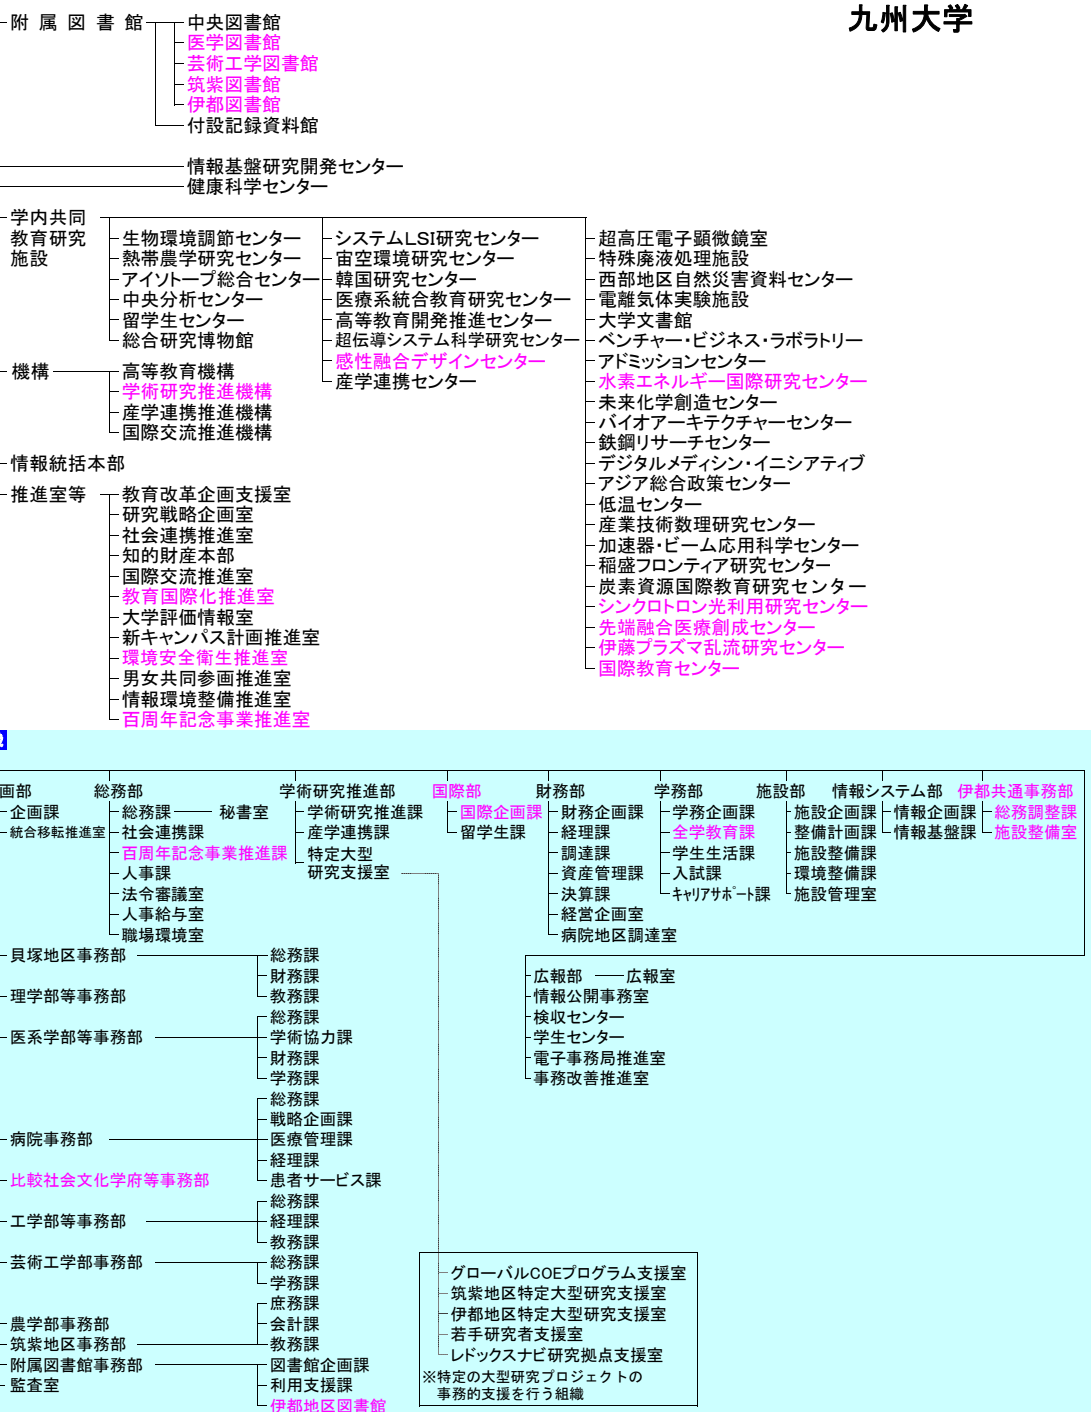 九州大学
附属図書館
中央図書館
医学図書館
芸術工学図書館
筑紫図書館
伊都図書館
付設記録資料館
情報基盤研究開発センター
健康科学センター
学内共同
教育研究
施設
生物環境調節センター
熱帯農学研究センター
アイソトープ総合センター
中央分析センター
留学生センター
総合研究博物館
システムLSI研究センター
宙空環境研究センター
韓国研究センター
医療系統合教育研究センター
高等教育開発推進センター
超伝導システム科学研究センター
感性融合デザインセンター
産学連携センター
超高圧電子顕微鏡室
特殊廃液処理施設
西部地区自然災害資料センター
電離気体実験施設
大学文書館
ベンチャー・ビジネス・ラボラトリー
アドミッションセンター
水素エネルギー国際研究センター
未来化学創造センター
バイオアーキテクチャーセンター
鉄鋼リサーチセンター
デジタルメディシン・イニシアティブ
アジア総合政策センター
低温センター
産業技術数理研究センター
加速器・ビーム応用科学センター
稲盛フロンティア研究センター
炭素資源国際教育研究センター
シンクロトロン光利用研究センター
先端融合医療創成センター
伊藤プラズマ乱流研究センター
国際教育センター
機構
高等教育機構
学術研究推進機構
産学連携推進機構
国際交流推進機構
情報統括本部
推進室等
教育改革企画支援室
研究戦略企画室
社会連携推進室
知的財産本部
国際交流推進室
教育国際化推進室
大学評価情報室
新キャンパス計画推進室
環境安全衛生推進室
男女共同参画推進室
情報環境整備推進室
百周年記念事業推進室
画部
企画課
統合移転推進室
総務部
総務課
秘書室
社会連携課
百周年記念事業推進課
人事課
法令審議室
人事給与室
職場環境室
学術研究推進部
学術研究推進課
産学連携課
特定大型
研究支援室
国際部
国際企画課
留学生課
財務部
財務企画課
経理課
調達課
資産管理課
決算課
経営企画室
病院地区調達室
学務部
学務企画課
全学教育課
学生生活課
入試課
キャリアサポート課
施設部
施設企画課
整備計画課
施設整備課
環境整備課
施設管理室
情報システム部
情報企画課
情報基盤課
伊都共通事務部
総務調整課
施設整備室
貝塚地区事務部
総務課
財務課
教務課
理学部等事務部
医系学部等事務部
総務課
学術協力課
財務課
学務課
病院事務部
総務課
戦略企画課
医療管理課
経理課
患者サービス課
比較社会文化学府等事務部
工学部等事務部
総務課
経理課
教務課
芸術工学部事務部
総務課
学務課
農学部事務部
筑紫地区事務部
庶務課
会計課
教務課
附属図書館事務部
図書館企画課
利用支援課
伊都地区図書館
監査室
広報部
広報室
情報公開事務室
検収センター
学生センター
電子事務局推進室
事務改善推進室
グローバルCOEプログラム支援室
筑紫地区特定大型研究支援室
伊都地区特定大型研究支援室
若手研究者支援室
レドックスナビ研究拠点支援室
※特定の大型研究プロジェクトの
事務的支援を行う組織